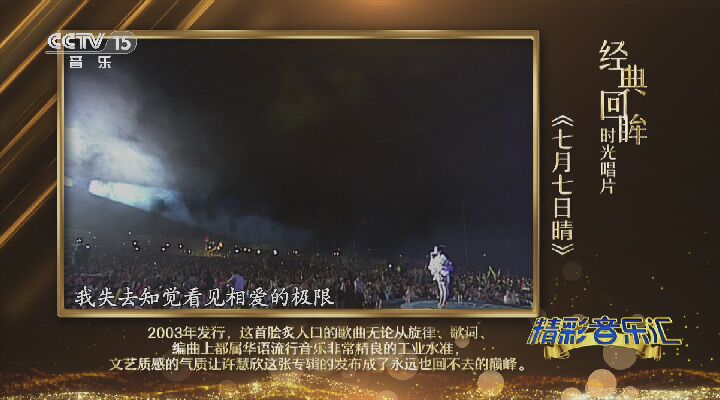 CCTV 15
音乐
经典回眸
时光唱片
《七月七日晴》
我失去知觉看见相爱的极限
精彩音乐汇
2003年发行，这首脍炙人口的歌曲无论从旋律、歌词、
编曲上都属华语流行音乐非常精良的工业水准，
文艺质感的气质让许慧欣这张专辑的发布成了永远也回不去的巅峰。